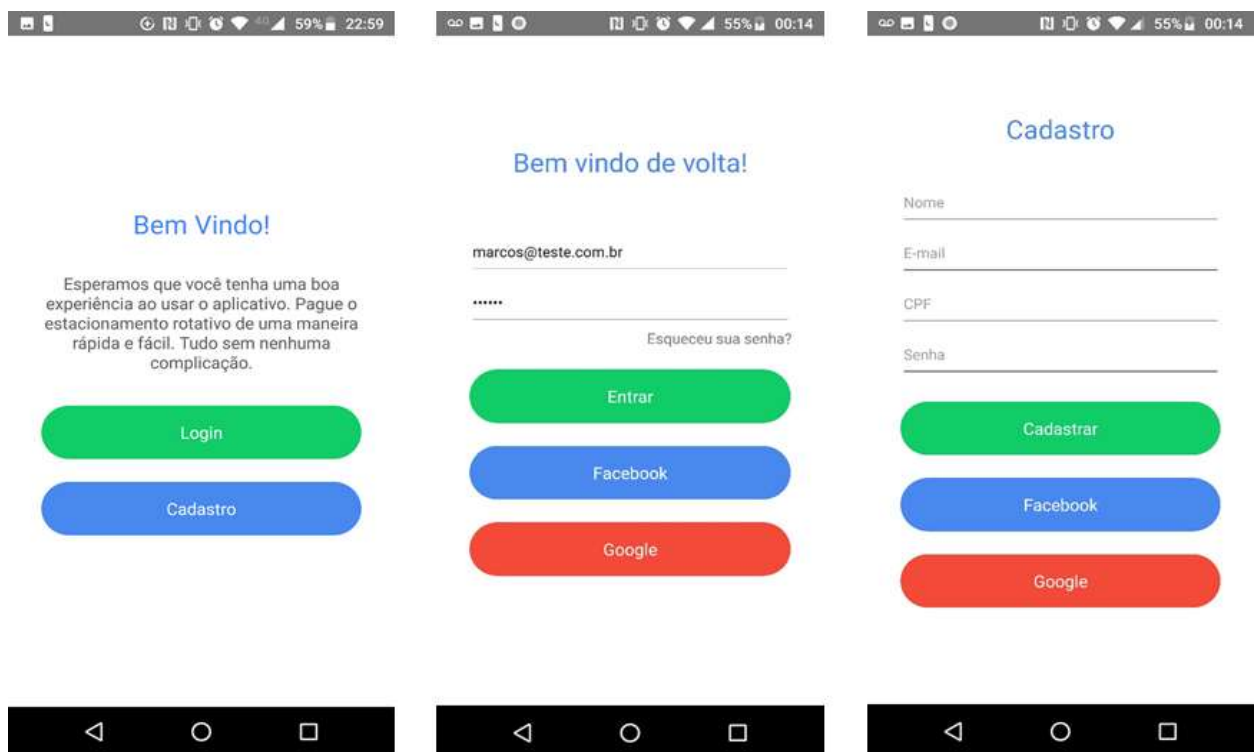 59% 22:59
Bem Vindo!
Esperamos que você tenha uma boa
experiência ao usar o aplicativo. Pague o
estacionamento rotativo de uma maneira
rápida e fácil. Tudo sem nenhuma
complicação.
Login
Cadastro
55% 00:14
Bem vindo de volta!
marcos@teste.com.br
••••••
Esqueceu sua senha?
Entrar
Facebook
Google
55% 00:14
Cadastro
Nome
E-mail
CPF
Senha
Cadastrar
Facebook
Google